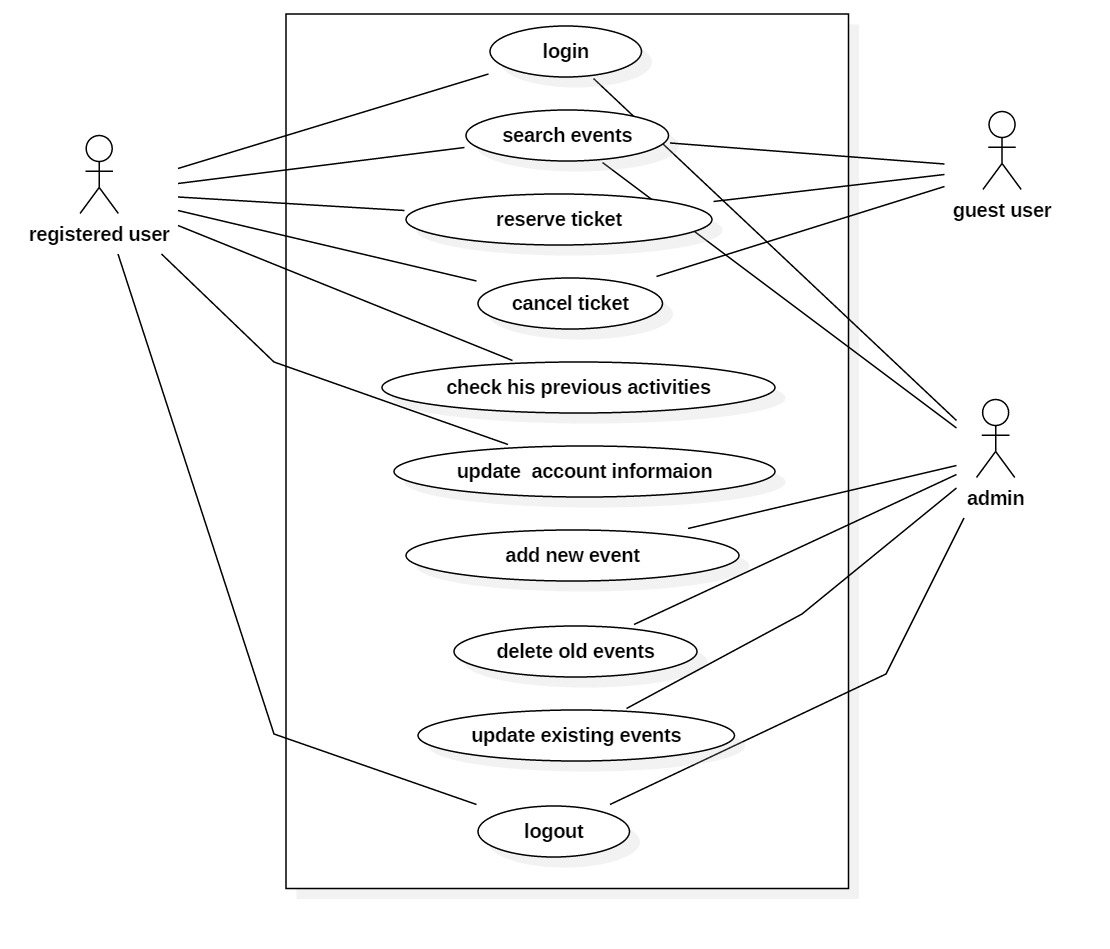 login
search events
registered user
guest user
reserve ticket
cancel ticket
check his previous activities
update  account informaion
admin
add new event
delete old events
update existing events
logout